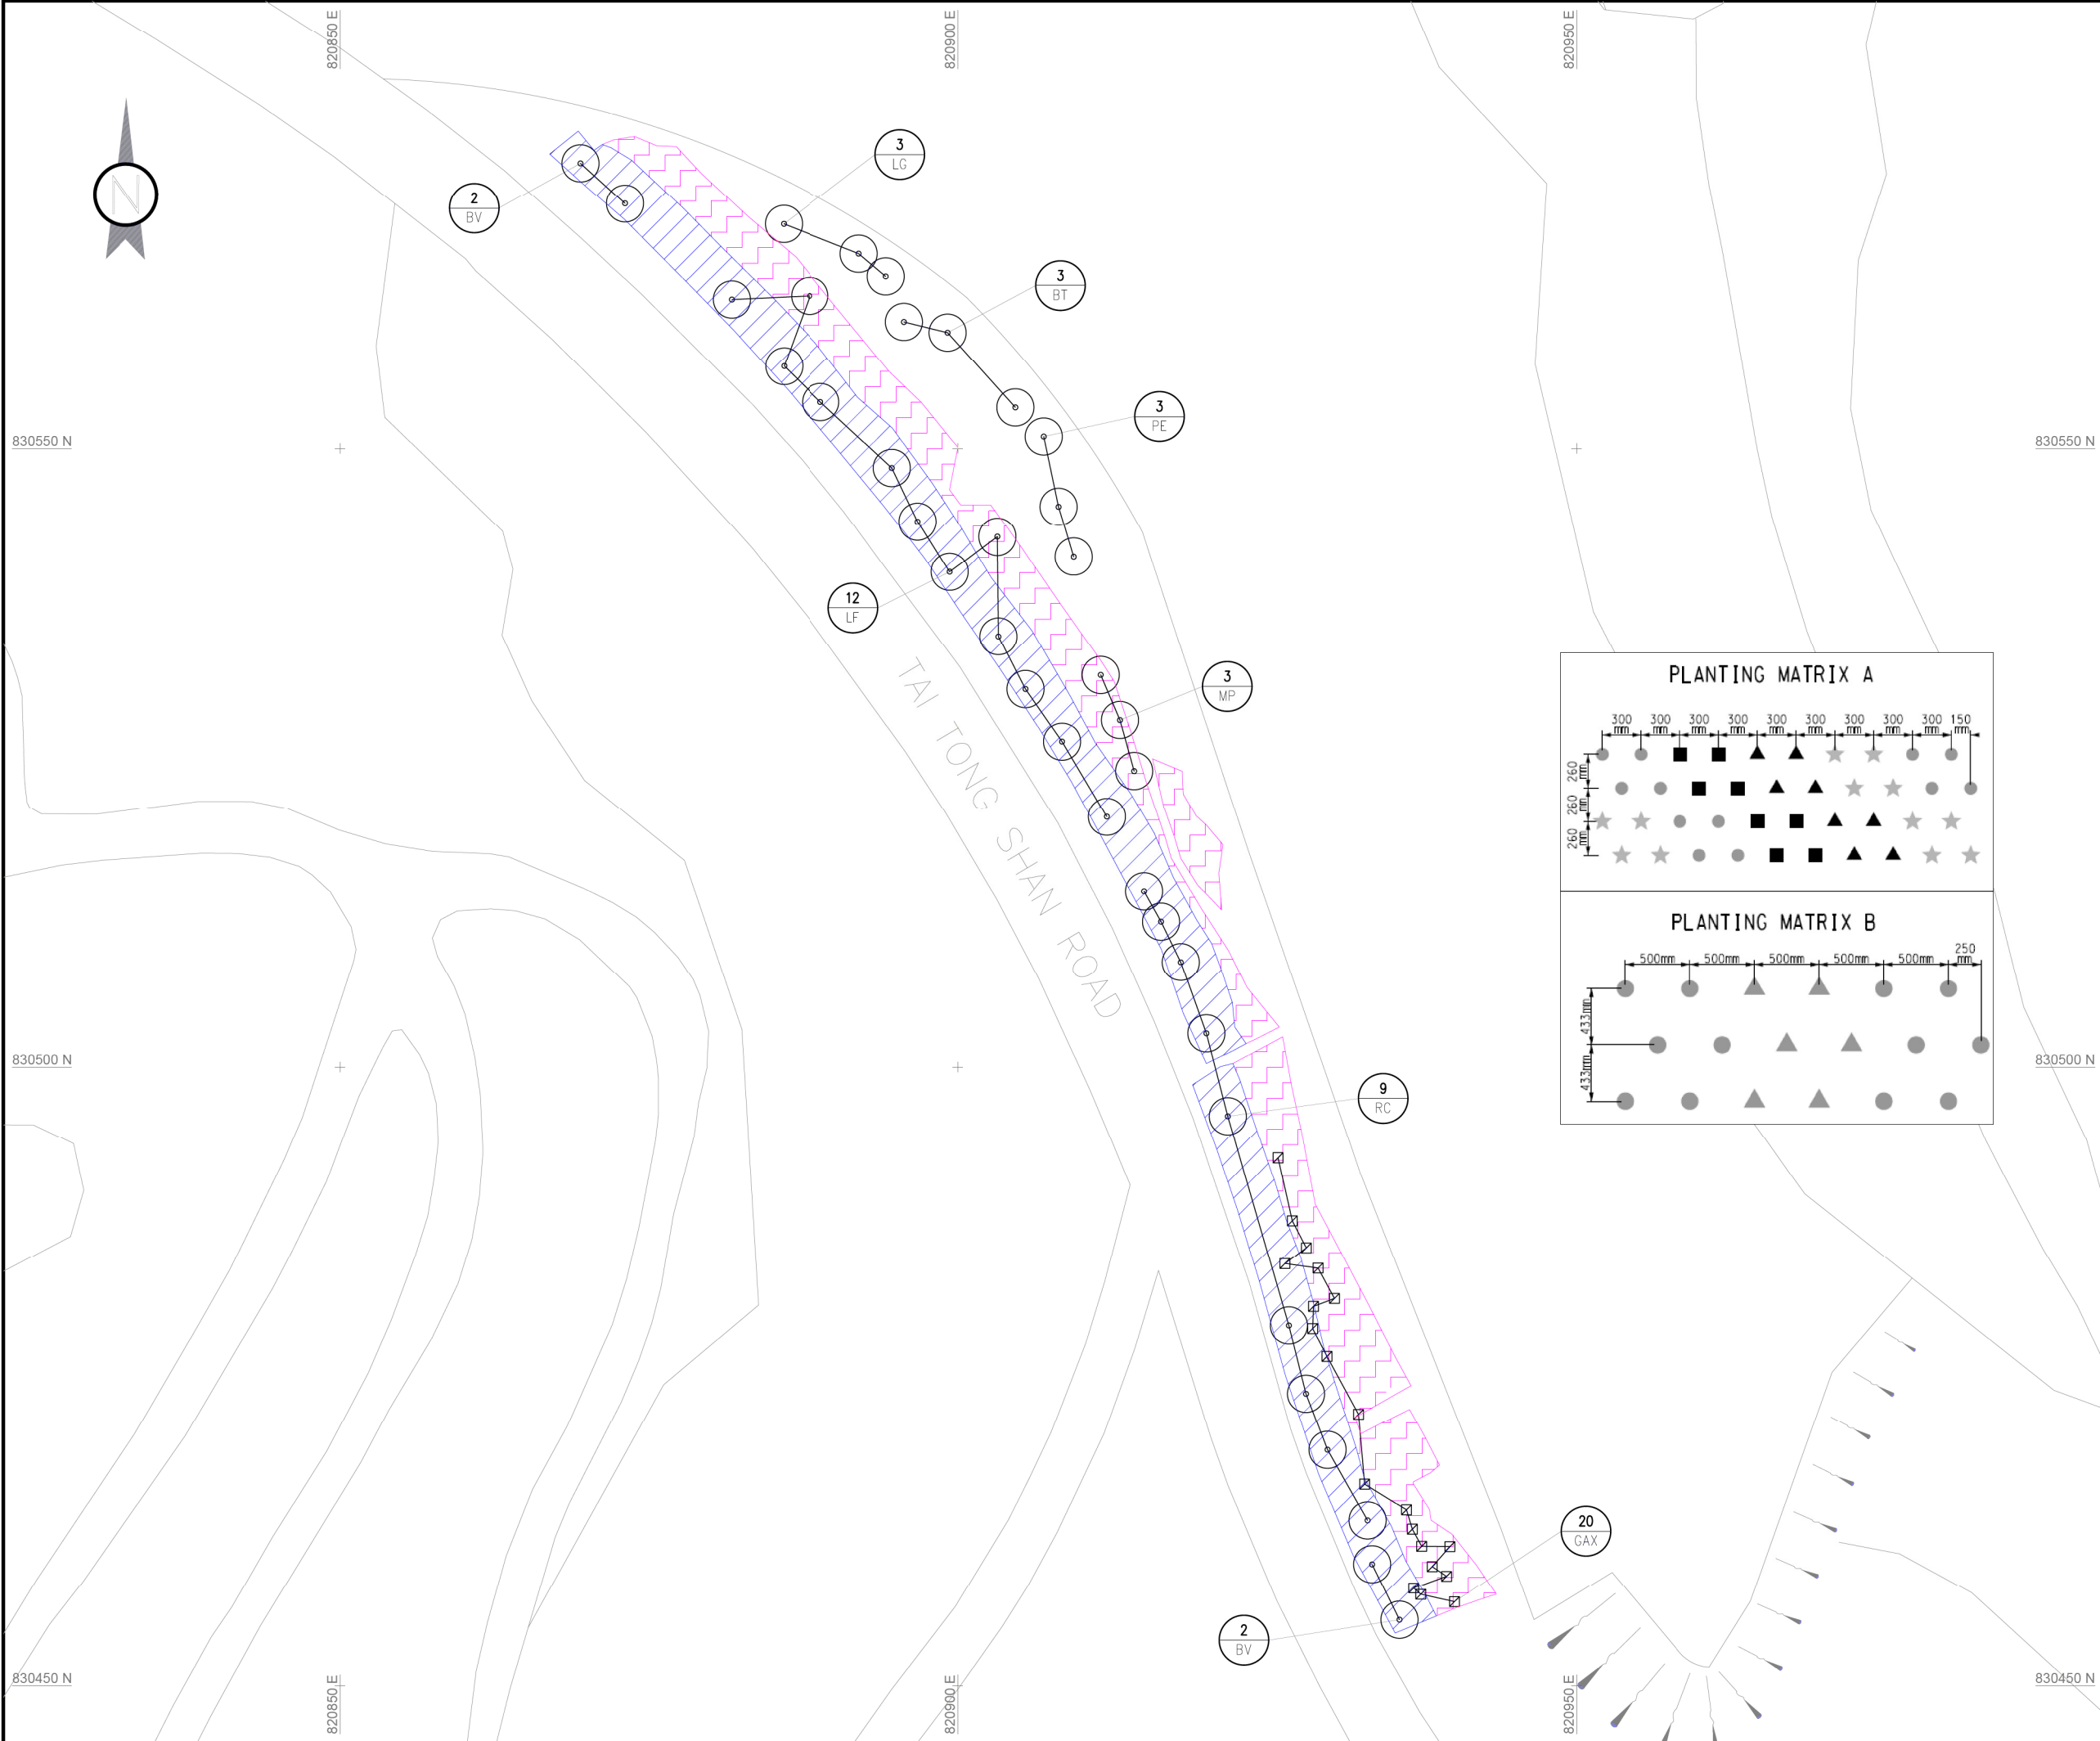 820850 E
820900 E
820950 E
N
3
LG
2
BV
3
BT
3
PE
830550 N
830550 N
12
LF
3
MP
TAI TONG SHAN ROAD
PLANTING MATRIX A
300 300 300 300 300 300 300 300 300 150
mm mm mm mm mm mm mm mm mm mm
260
mm
260
mm
260
mm
PLANTING MATRIX B
500mm 500mm 500mm 500mm 500mm 250
mm
433mm
433mm
830500 N
830500 N
9
RC
20
GAX
2
BV
830450 N
830450 N
820850 E
820900 E
820950 E